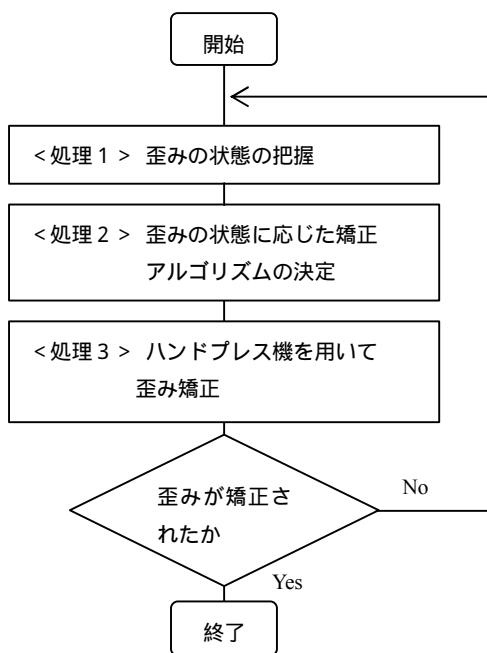 開始
<処理１> 歪みの状態の把握
<処理２> 歪みの状態に応じた矯正
アルゴリズムの決定
<処理３> ハンドプレス機を用いて
歪み矯正
歪みが矯正さ
れたか
No
Yes
終了